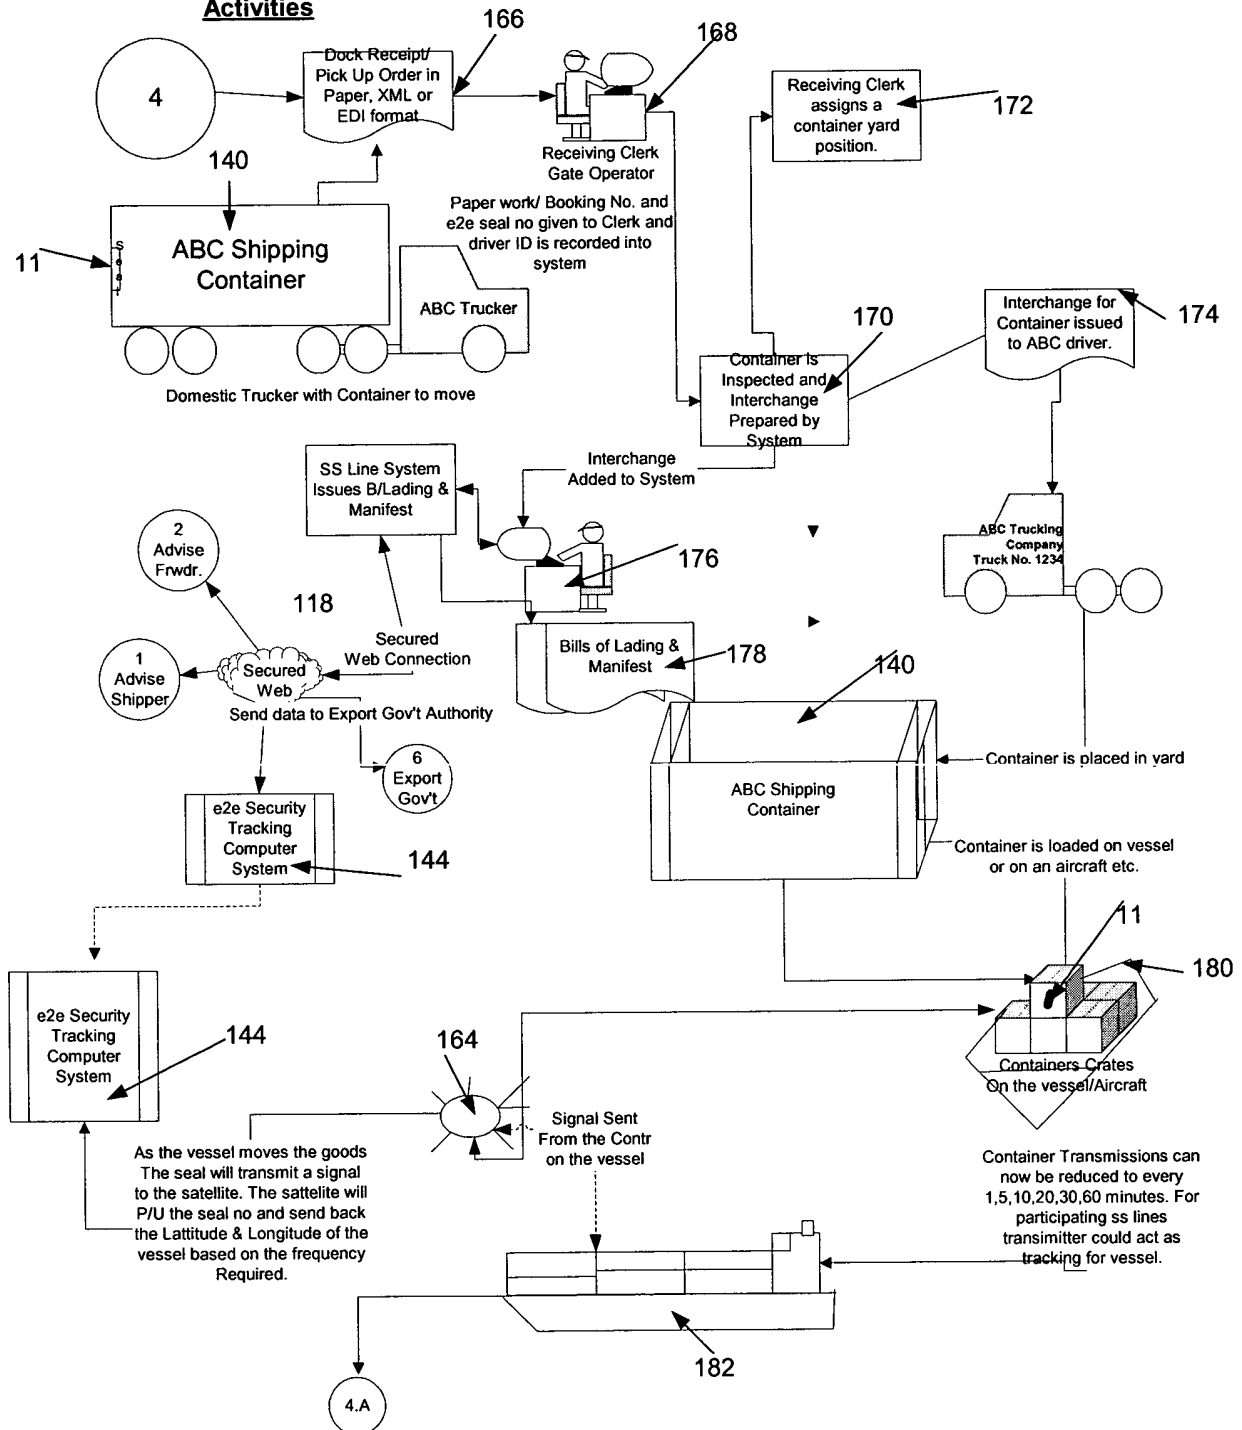 Activities
166
168
4
Dock Receipt/
Pick Up Order in
Paper, XML or
EDI format
Receiving Clerk
assigns a
container yard
position.
172
Receiving Clerk
Gate Operator
140
Paper work/ Booking No. and
e2e seal no given to Clerk and
driver ID is recorded into
system
11
Seal
ABC Shipping
Container
ABC Trucker
Domestic Trucker with Container to move
170
Interchange for
Container issued
to ABC driver.
174
Container is
Inspected and
Interchange
Prepared by
System
SS Line System
Issues B/Lading &
Manifest
Interchange
Added to System
2
Advise
Frwdr.
176
ABC Trucking
Company
Truck No. 1234
118
Secured
Web Connection
1
Advise
Shipper
Secured
Web
Bills of Lading &
Manifest
178
140
Send data to Export Gov't Authority
6
Export
Gov't
ABC Shipping
Container
Container is placed in yard
e2e Security
Tracking
Computer
System
144
Container is loaded on vessel
or on an aircraft etc.
11
180
e2e Security
Tracking
Computer
System
144
164
Containers Crates
On the vessel/Aircraft
Signal Sent
From the Contr
on the vessel
As the vessel moves the goods
The seal will transmit a signal
to the satellite. The sattelite will
P/U the seal no and send back
the Lattitude & Longitude of the
vessel based on the frequency
Required.
Container Transmissions can
now be reduced to every
1,5,10,20,30,60 minutes. For
participating ss lines
transimitter could act as
tracking for vessel.
182
4.A